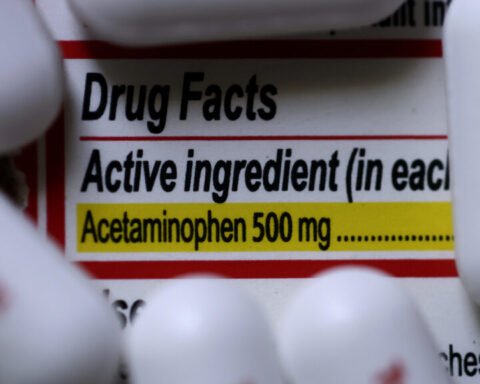 Drug Facts
Active ingredient (in each
Acetaminophen 500 mg ....................